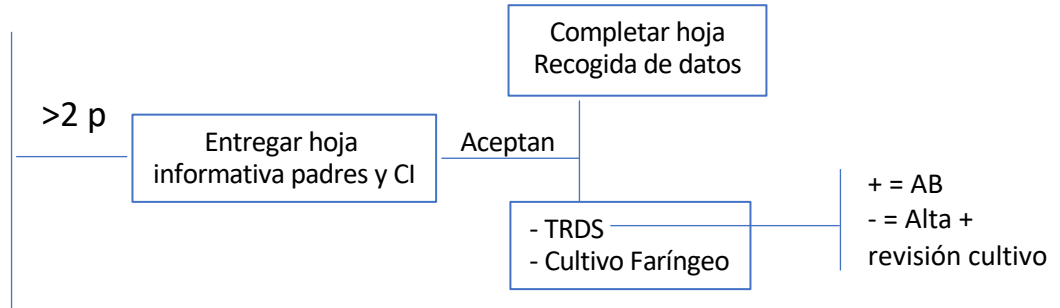 >2 p
Entregar hoja
informativa padres y CI
Aceptan
Completar hoja
Recogida de datos
- TRDS
- Cultivo Faríngeo
+ = AB
- = Alta +
revisión cultivo